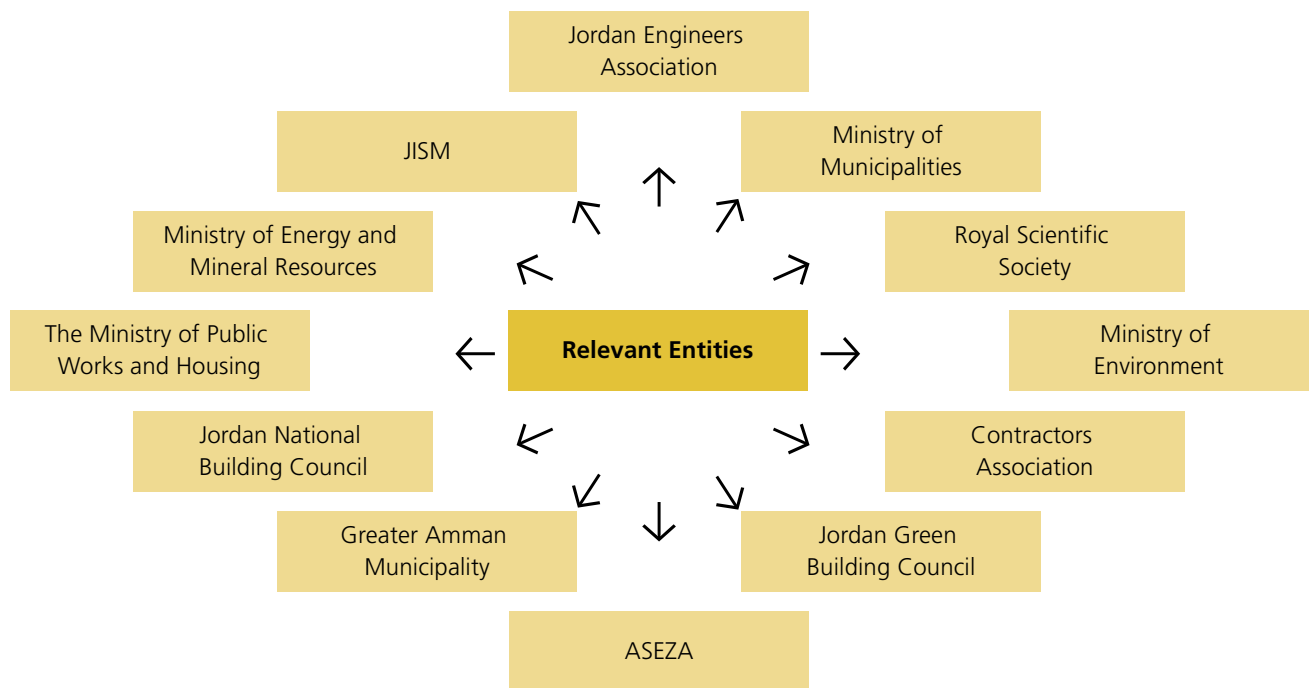 Jordan Engineers
Association
JISM
Ministry of
Municipalities
Ministry of Energy and
Mineral Resources
Royal Scientific
Society
The Ministry of Public
Works and Housing
Relevant Entities
Ministry of
Environment
Jordan National
Building Council
Contractors
Association
Greater Amman
Municipality
Jordan Green
Building Council
ASEZA